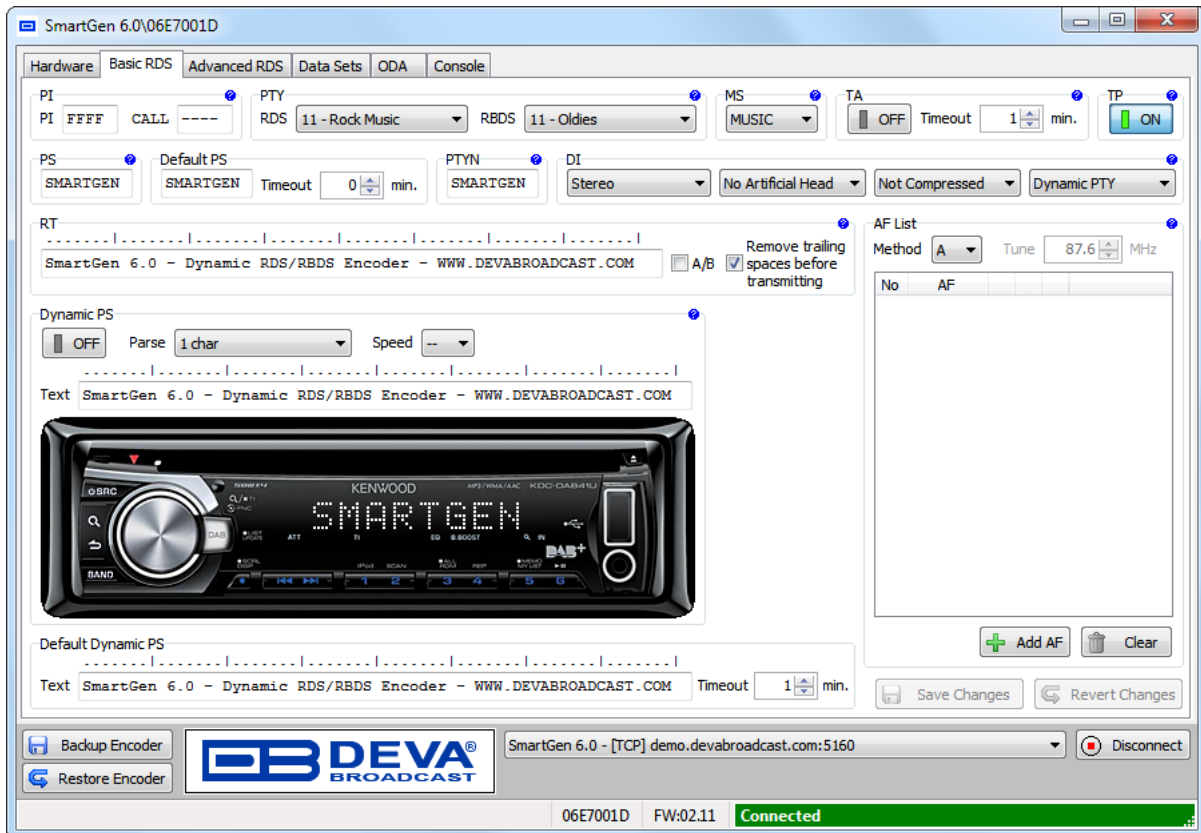 SmartGen 6.0\06E7001D
Hardware Basic RDS Advanced RDS Data Sets ODA Console
PI PTY MS TA TP
PI FFFF CALL ---- RDS 11 - Rock Music RBDS 11 - Oldies MUSIC OFF Timeout 1 min. ON
PS Default PS PTYN DI
SMARTGEN SMARTGEN Timeout 0 min. SMARTGEN Stereo No Artificial Head Not Compressed Dynamic PTY
RT
SmartGen 6.0 - Dynamic RDS/RBDS Encoder - WWW.DEVABROADCAST.COM A/B Remove trailing
spaces before
transmitting
AF List
Method A Tune 87.6 MHz
No AF
Dynamic PS
OFF Parse 1 char Speed --
Text SmartGen 6.0 - Dynamic RDS/RBDS Encoder - WWW.DEVABROADCAST.COM
KENWOOD MP3/WMA/AAC KDC-DAB41U
SRC
SMARTGEN
DAB
ATT TI EQ B.BOOST IN
DAB+
BAND
iPod SCAN REP
1 2 3 4 5 6
Add AF Clear
Default Dynamic PS
Text SmartGen 6.0 - Dynamic RDS/RBDS Encoder - WWW.DEVABROADCAST.COM Timeout 1 min.
Save Changes Revert Changes
Backup Encoder
Restore Encoder
DEVA®
BROADCAST
SmartGen 6.0 - [TCP] demo.devabroadcast.com:5160 Disconnect
06E7001D FW:02.11 Connected